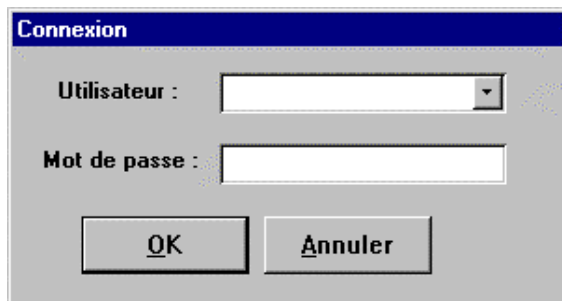 Connexion
Utilisateur :
Mot de passe :
OK Annuler